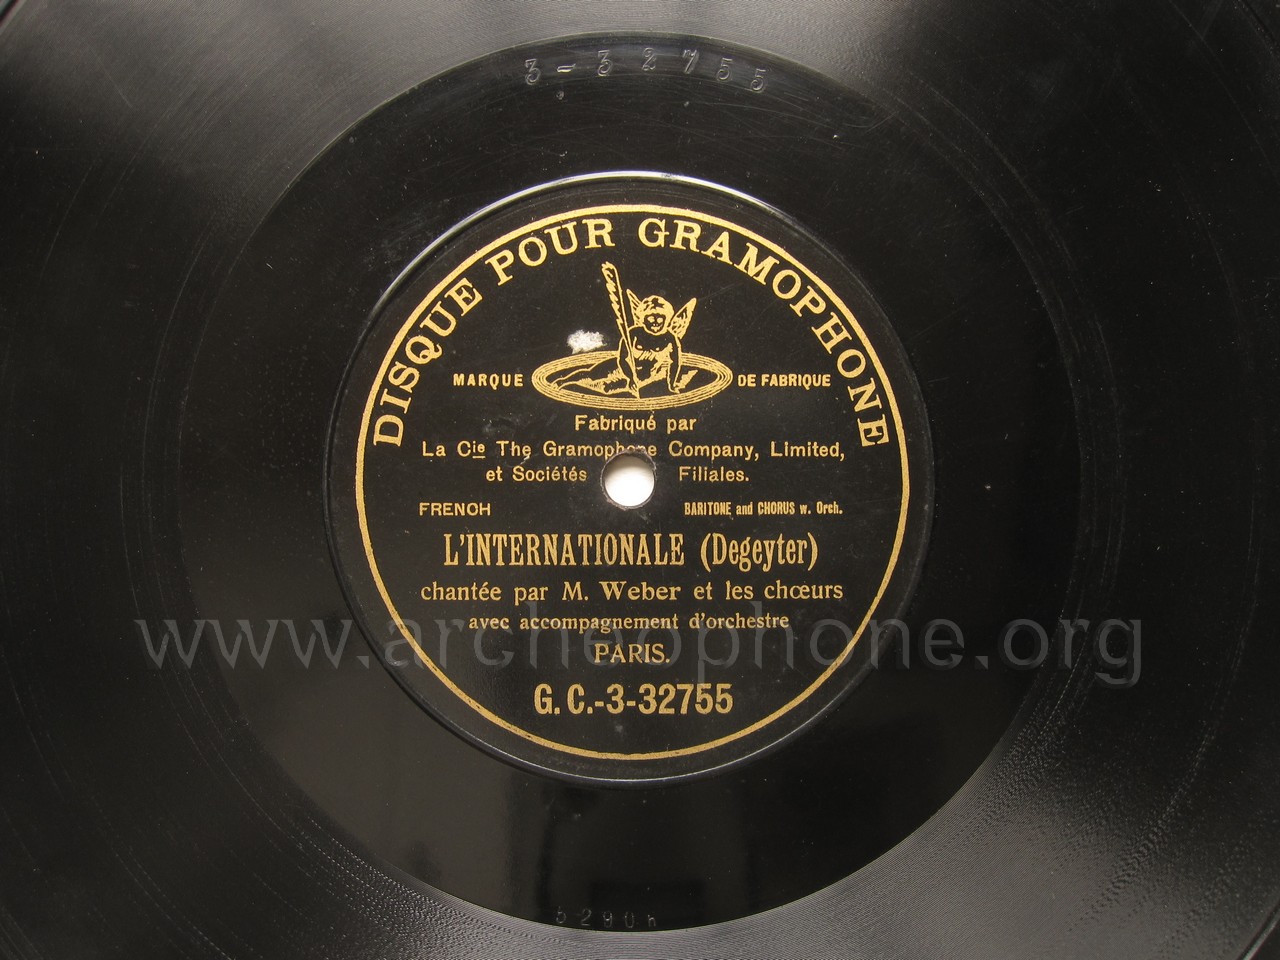 3-32755
DISQUE POUR GRAMOPHONE
MARQUE DE FABRIQUE
Fabriqué par
La Cie The Gramophone Company, Limited,
et Sociétés Filiales.
FRENOH BARITONE and CHORUS w. Orch.
L'INTERNATIONALE (Degeyter)
chantée par M. Weber et les chœurs
avec accompagnement d'orchestre
www.archeophone.org
PARIS.
G. C.-3-32755
5290h